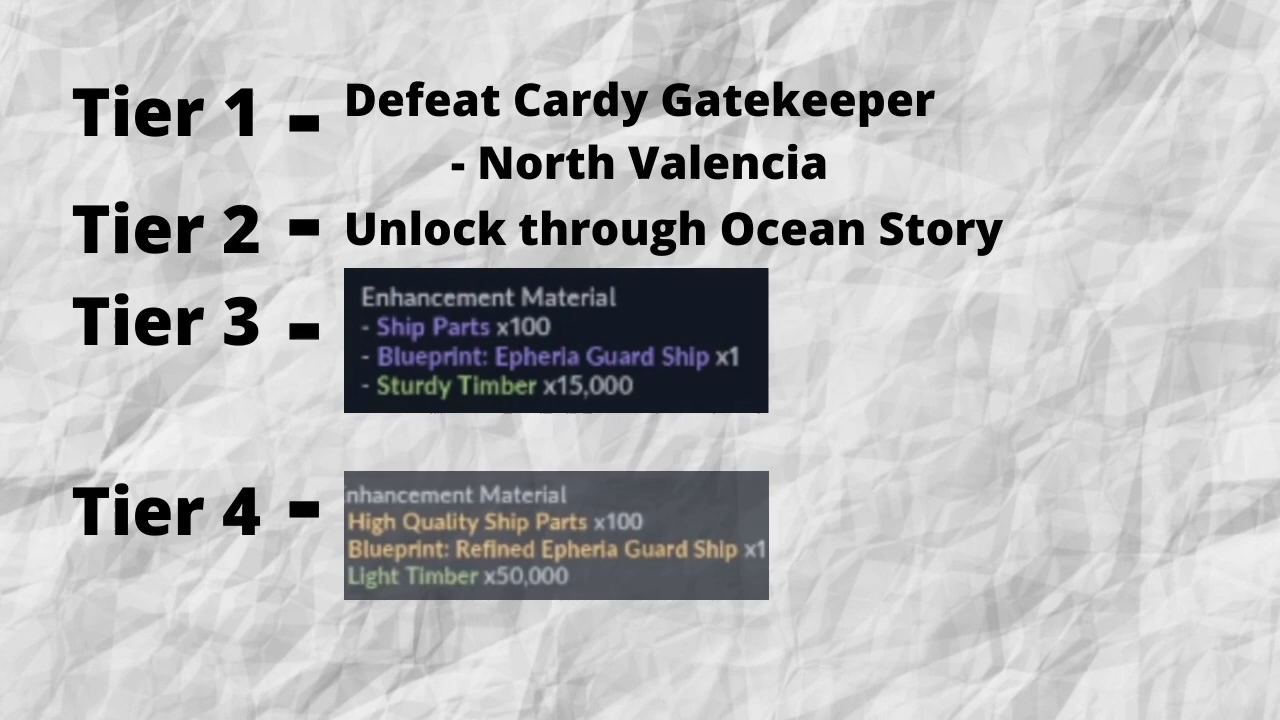 Tier 1 - Defeat Cardy Gatekeeper
- North Valencia
Tier 2 - Unlock through Ocean Story
Tier 3 -
Enhancement Material
- Ship Parts x100
- Blueprint: Epheria Guard Ship x1
- Sturdy Timber x15,000
Tier 4 -
nhancement Material
High Quality Ship Parts x100
Blueprint: Refined Epheria Guard Ship x1
Light Timber x50,000